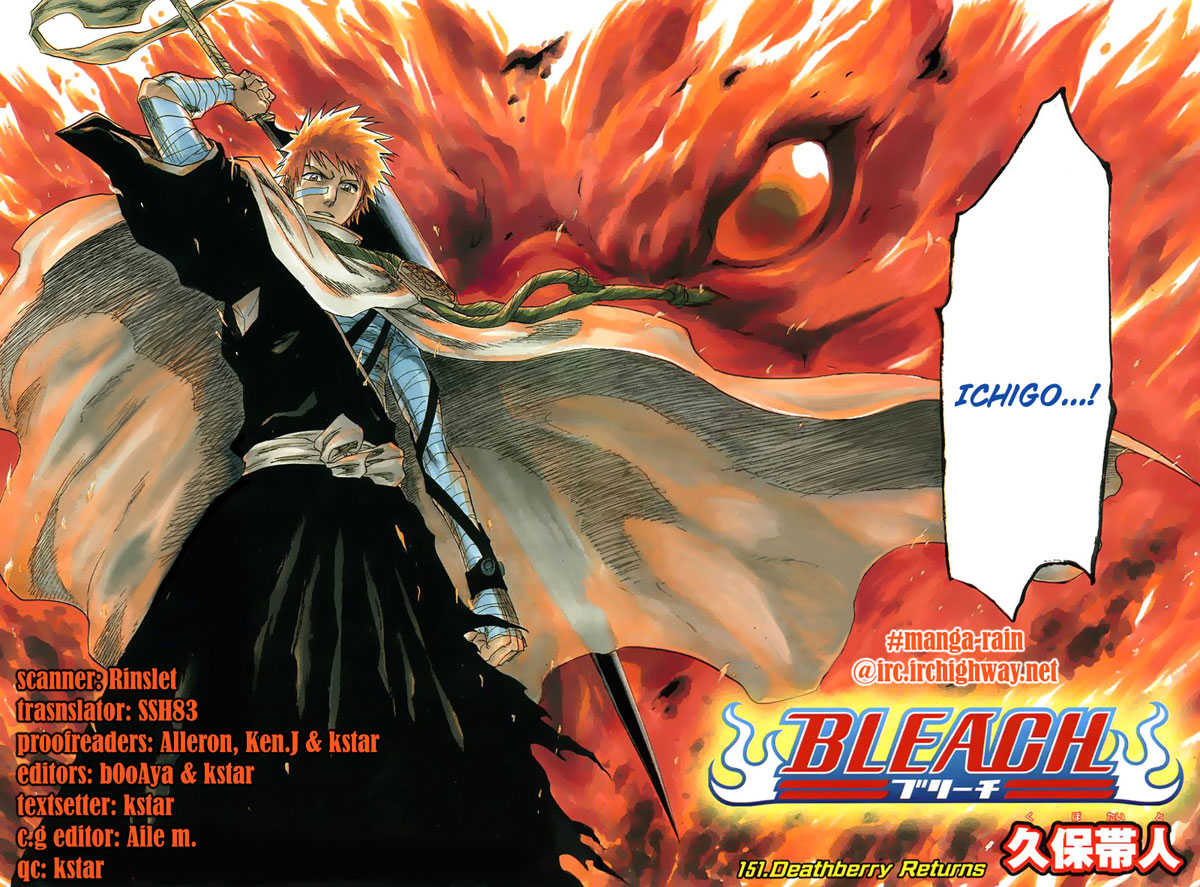 ICHIGO...!
#manga-rain
@irc.irchighway.net
scanner: Rinslet
trasnslator: SSH83
proofreaders: Alleron, Ken.J & kstar
editors: b0oAya & kstar
textsetter: kstar
c.g editor: Aile m.
qc: kstar
BLEACH
ブリーチ
くぼたいと
久保帯人
151.Deathberry Returns